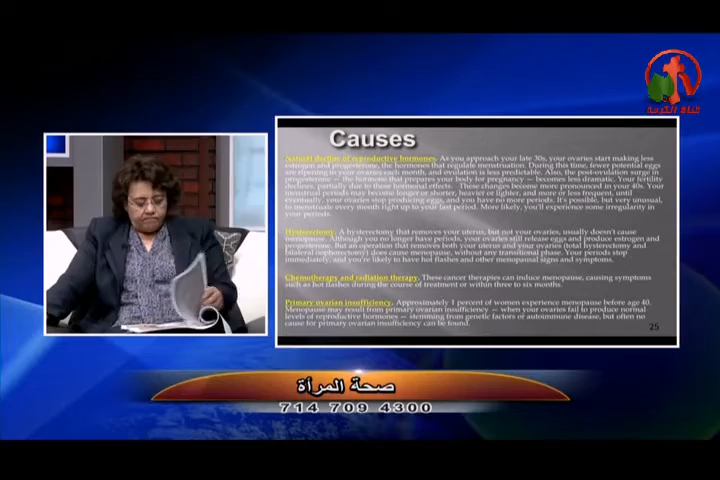 قناة الكرمة
Causes
Natural decline of reproductive hormones. As you approach your late 30s, your ovaries start making less
estrogen and progesterone, the hormones that regulate menstruation. During this time, fewer potential eggs
are ripening in your ovaries each month, and ovulation is less predictable. Also, the post-ovulation surge in
progesterone — the hormone that prepares your body for pregnancy — becomes less dramatic. Your fertility
declines, partially due to these hormonal effects. These changes become more pronounced in your 40s. Your
menstrual periods may become longer or shorter, heavier or lighter, and more or less frequent, until
eventually, your ovaries stop producing eggs, and you have no more periods. It's possible, but very unusual,
to menstruate every month right up to your last period. More likely, you'll experience some irregularity in
your periods.
Hysterectomy. A hysterectomy that removes your uterus, but not your ovaries, usually doesn't cause
menopause. Although you no longer have periods, your ovaries still release eggs and produce estrogen and
progesterone. But an operation that removes both your uterus and your ovaries (total hysterectomy and
bilateral oophorectomy) does cause menopause, without any transitional phase. Your periods stop
immediately, and you're likely to have hot flashes and other menopausal signs and symptoms.
Chemotherapy and radiation therapy. These cancer therapies can induce menopause, causing symptoms
such as hot flashes during the course of treatment or within three to six months.
Primary ovarian insufficiency. Approximately 1 percent of women experience menopause before age 40.
Menopause may result from primary ovarian insufficiency — when your ovaries fail to produce normal
levels of reproductive hormones — stemming from genetic factors or autoimmune disease, but often no
cause for primary ovarian insufficiency can be found.
25
صحة المرأة
714 709 4300